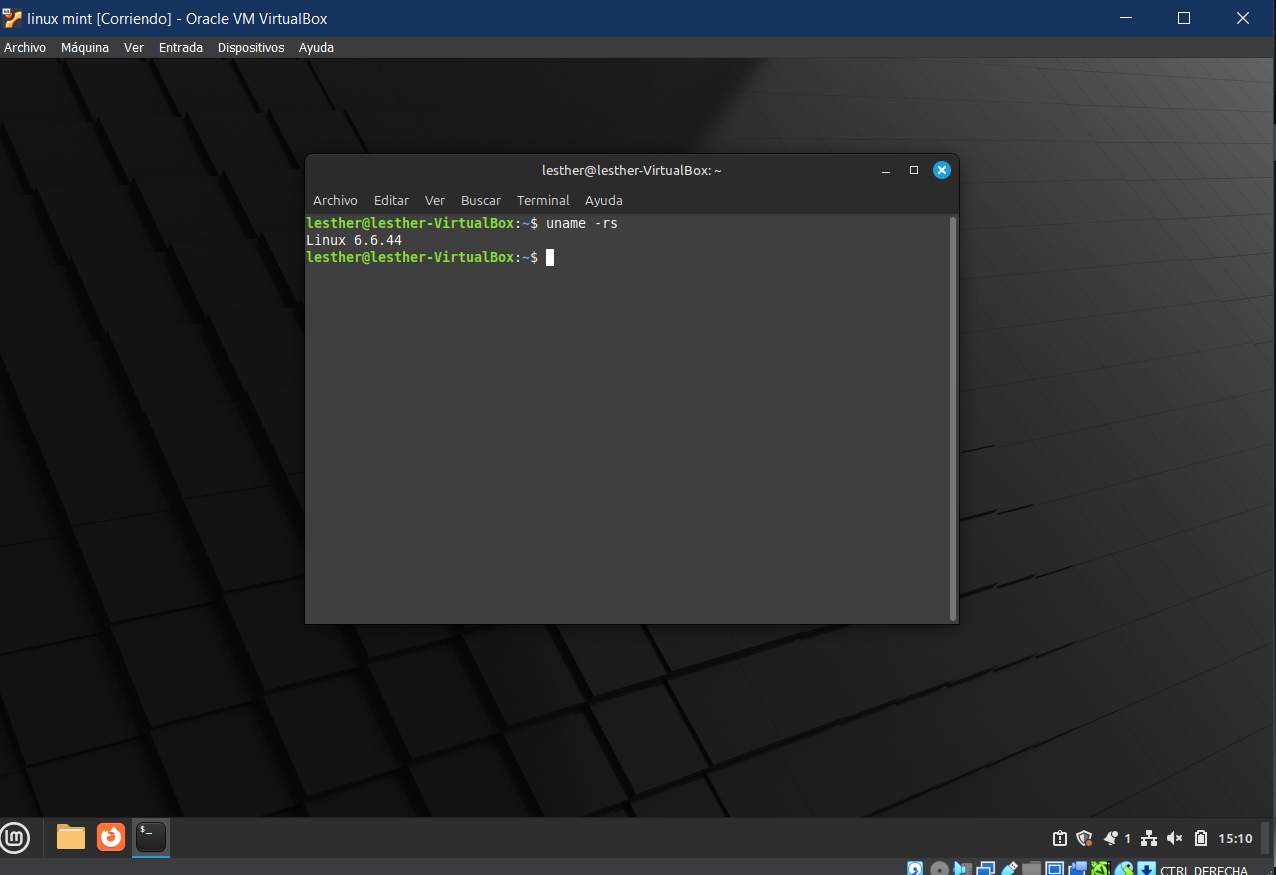 linux mint [Corriendo] - Oracle VM VirtualBox
Archivo Máquina Ver Entrada Dispositivos Ayuda
lesther@lesther-VirtualBox: ~
Archivo Editar Ver Buscar Terminal Ayuda
lesther@lesther-VirtualBox:~$ uname -rs
Linux 6.6.44
lesther@lesther-VirtualBox:~$
lm $_ 1 15:10
CTRL DERECHA